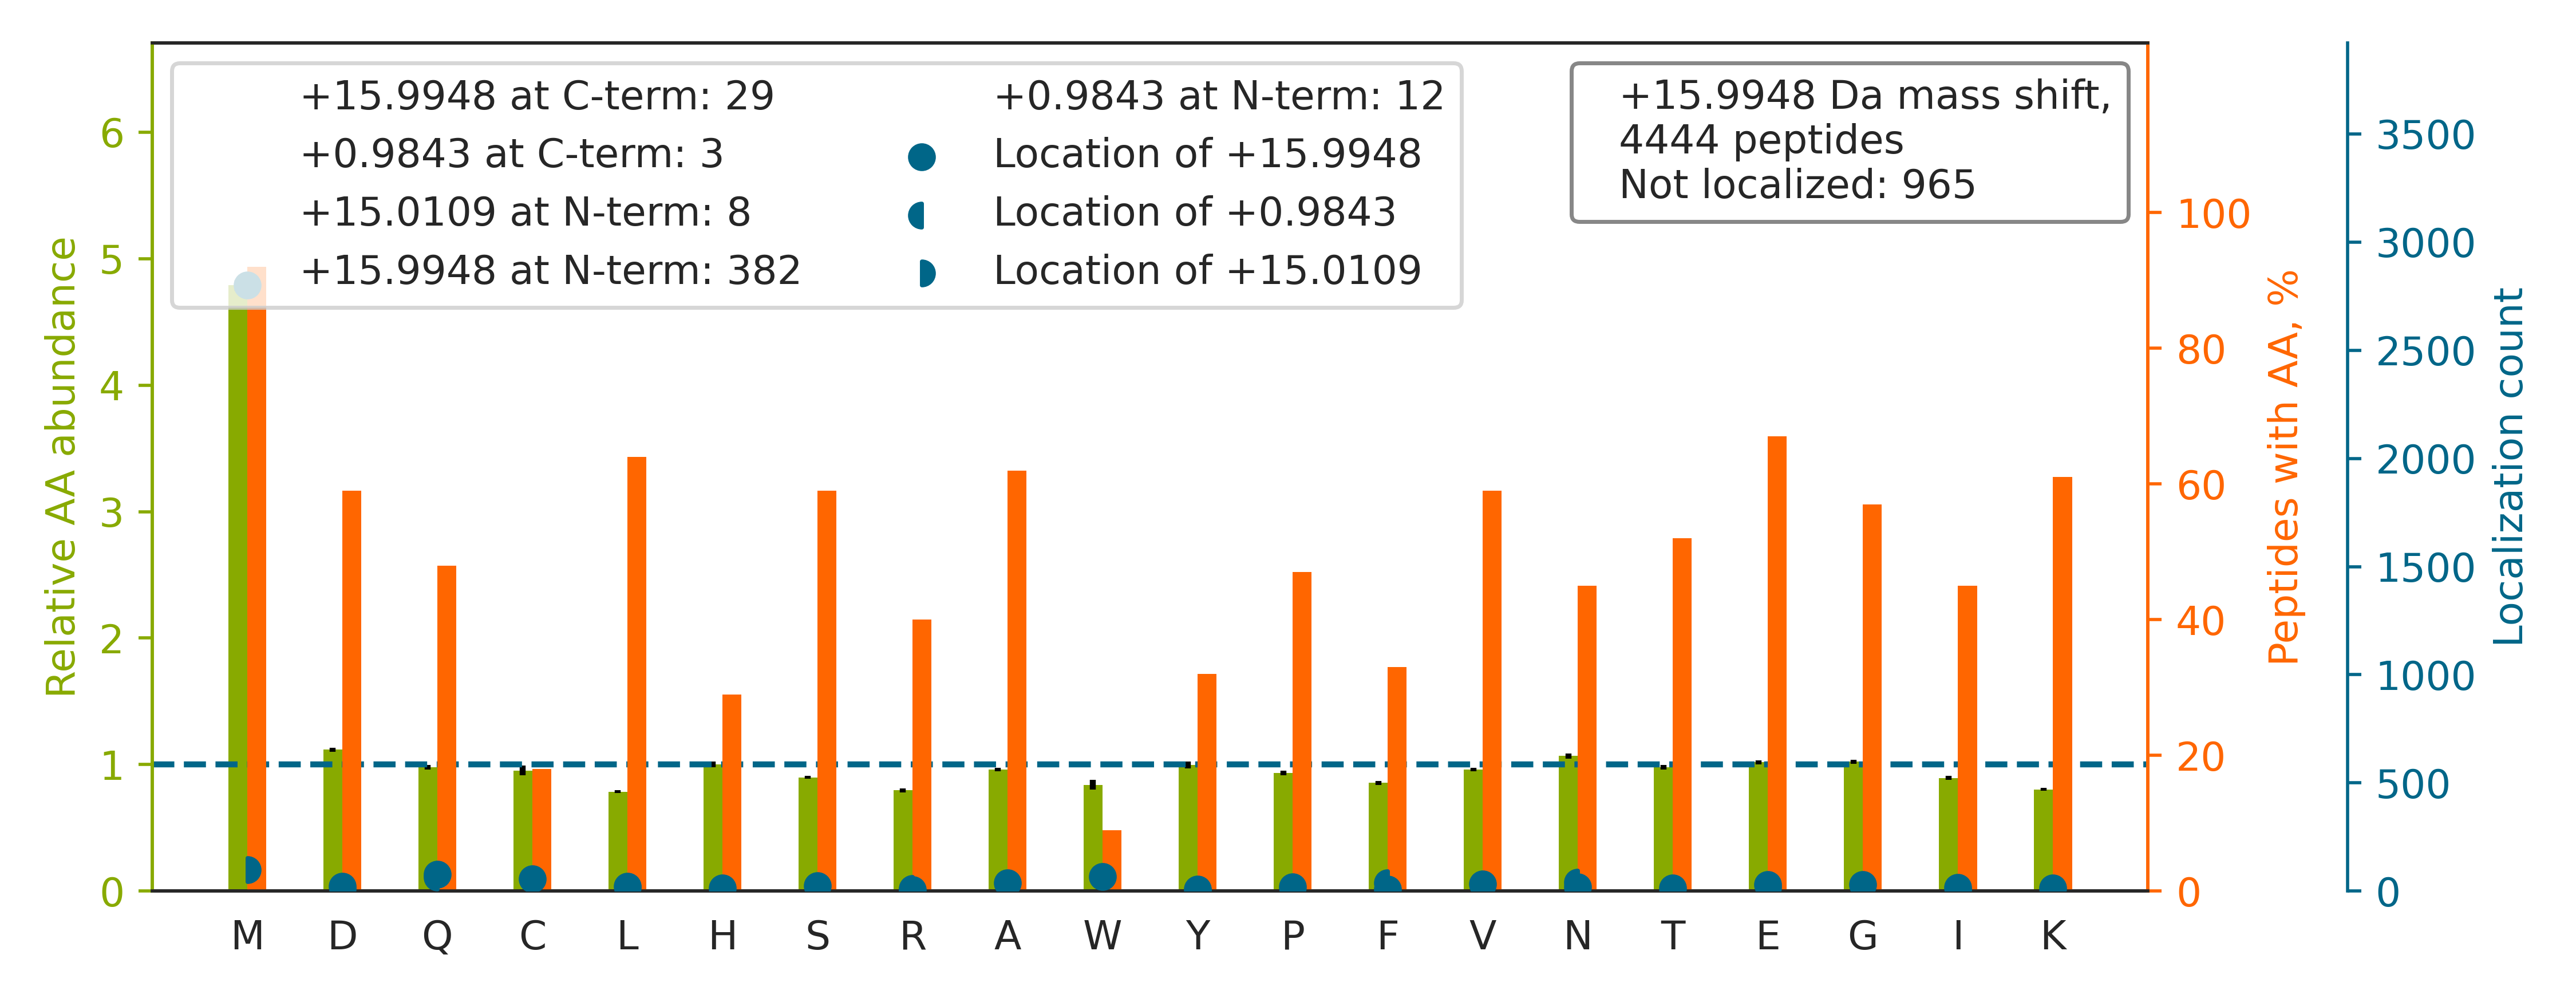 +15.9948 at C-term: 29
+0.9843 at C-term: 3
+15.0109 at N-term: 8
+15.9948 at N-term: 382
+0.9843 at N-term: 12
Location of +15.9948
Location of +0.9843
Location of +15.0109
+15.9948 Da mass shift,
4444 peptides
Not localized: 965
Relative AA abundance
6
5
4
3
2
1
0
M D Q C L H S R A W Y P F V N T E G I K
100
80
60
40
20
0
Peptides with AA, %
3500
3000
2500
2000
1500
1000
500
0
Localization count